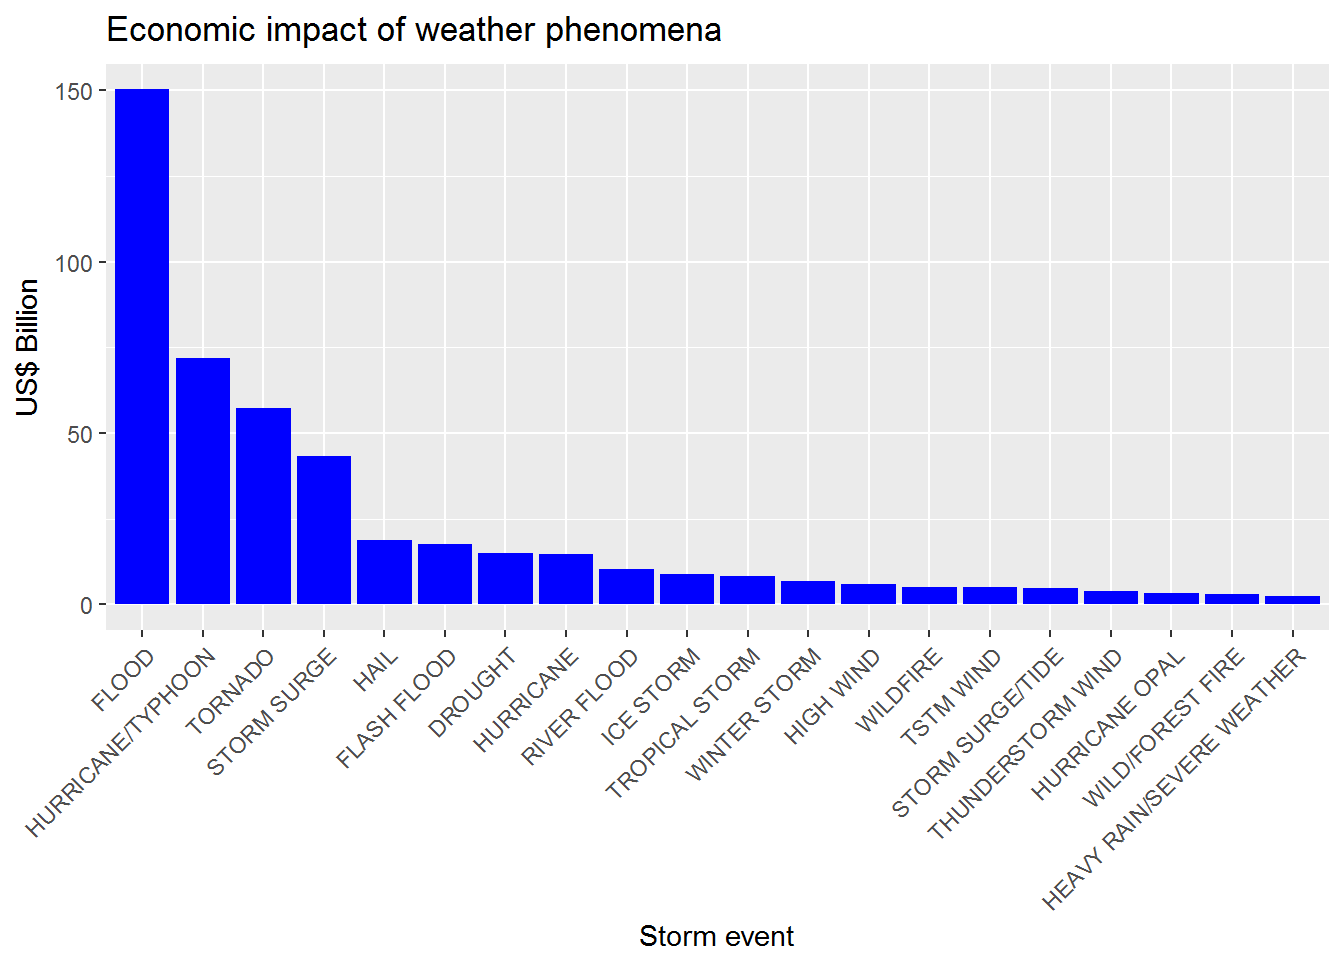 Economic impact of weather phenomena
US$ Billion
150
100
50
0
FLOOD
HURRICANE/TYPHOON
TORNADO
STORM SURGE
HAIL
FLASH FLOOD
DROUGHT
HURRICANE
RIVER FLOOD
ICE STORM
TROPICAL STORM
WINTER STORM
HIGH WIND
WILDFIRE
TSTM WIND
STORM SURGE/TIDE
THUNDERSTORM WIND
HURRICANE OPAL
WILD/FOREST FIRE
HEAVY RAIN/SEVERE WEATHER
Storm event